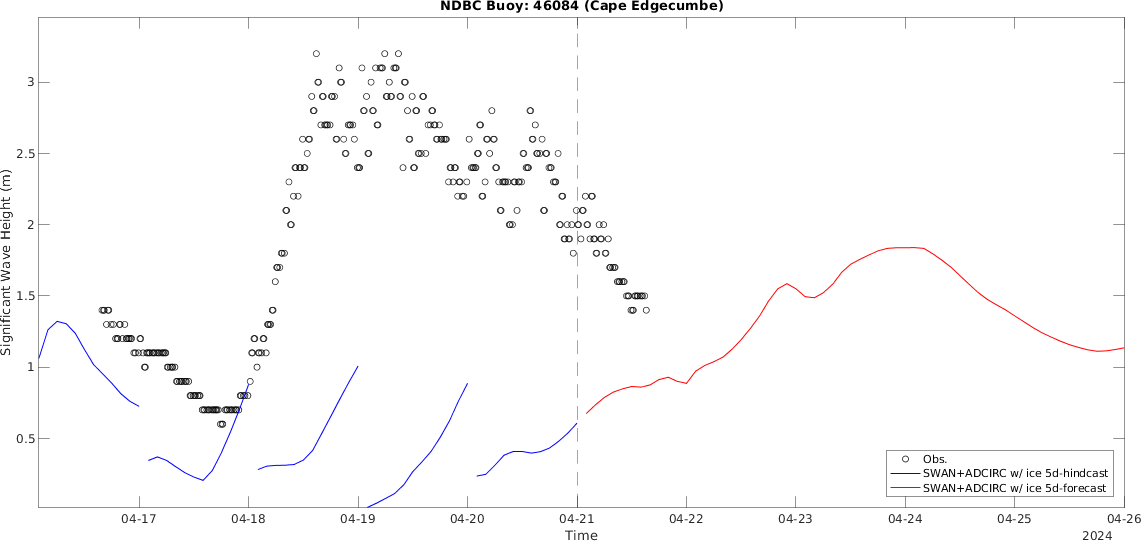 NDBC Buoy: 46084 (Cape Edgecumbe)
Significant Wave Height (m)
3
2.5
2
1.5
1
0.5
Obs.
SWAN+ADCIRC w/ ice 5d-hindcast
SWAN+ADCIRC w/ ice 5d-forecast
04-17 04-18 04-19 04-20 04-21 04-22 04-23 04-24 04-25 04-26
Time
2024